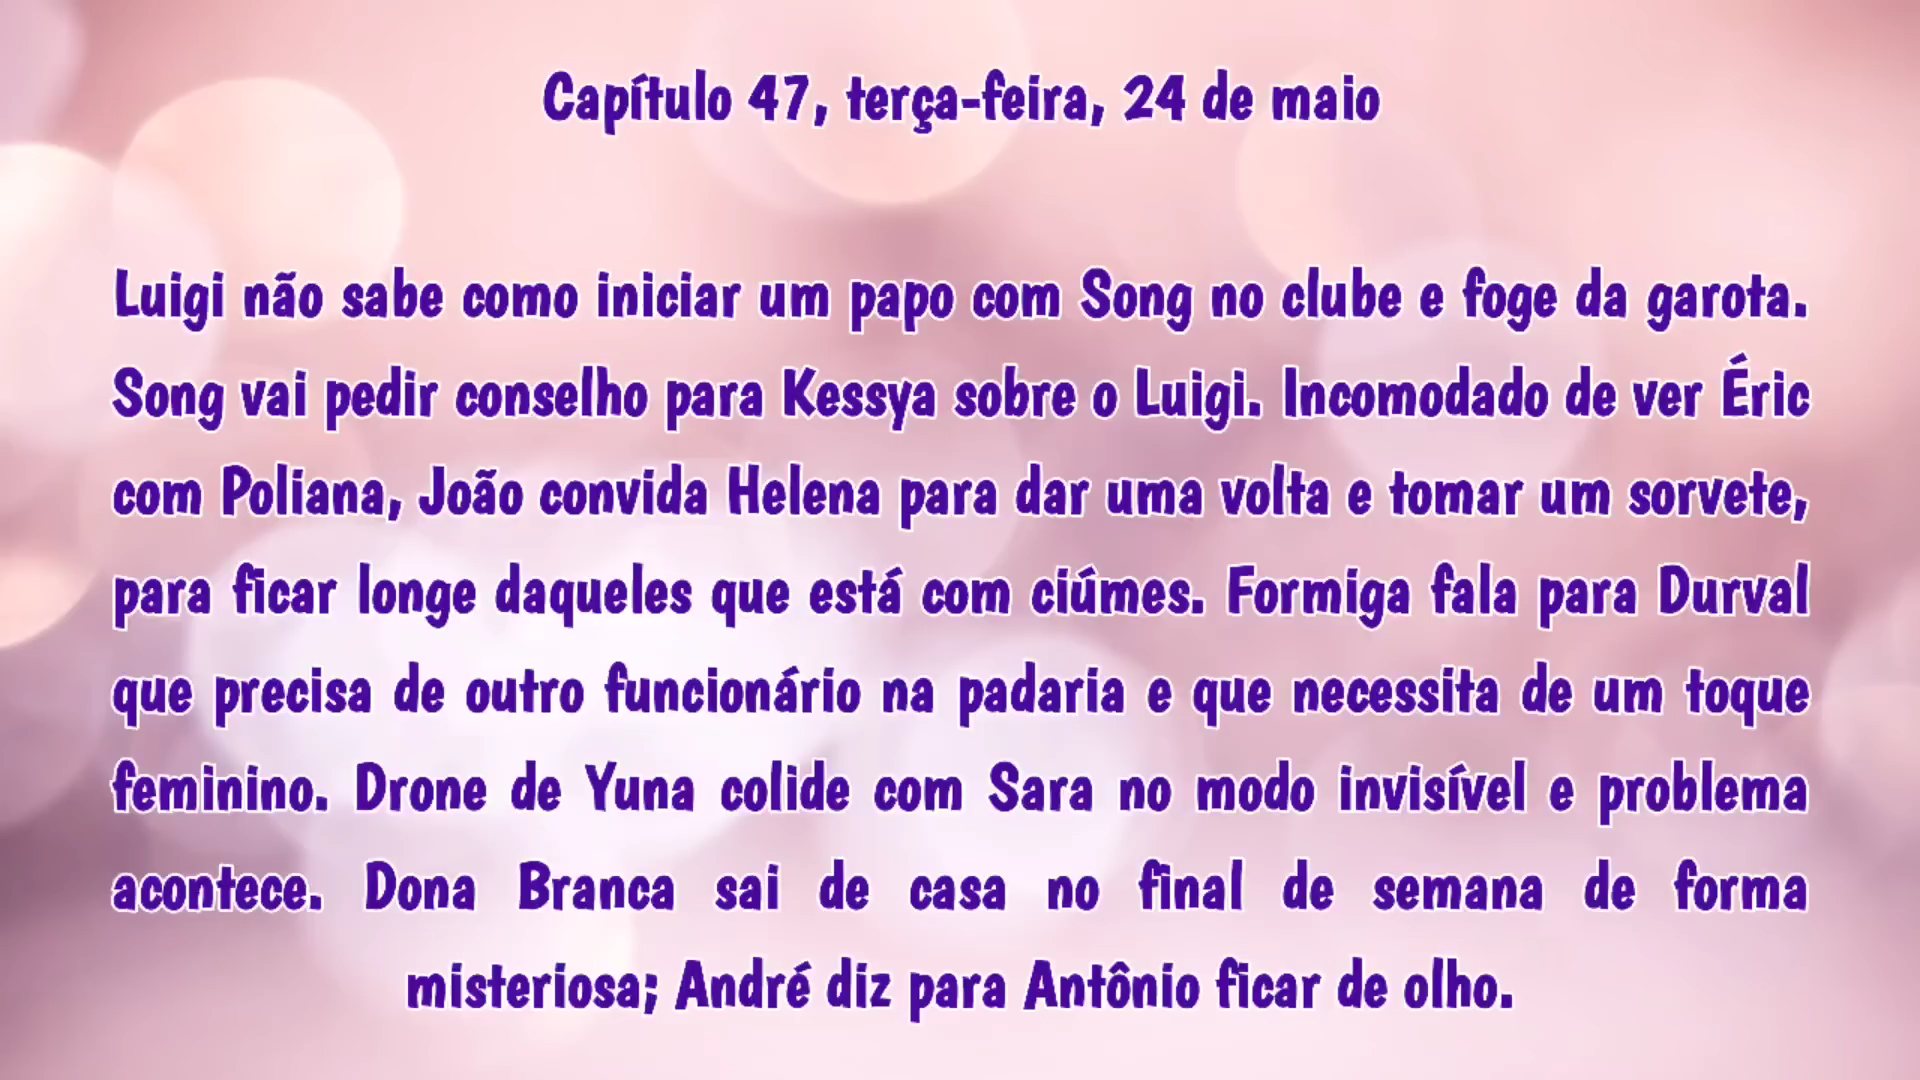 Capítulo 47, terça-feira, 24 de maio
Luigi não sabe como iniciar um papo com Song no clube e foge da garota.
Song vai pedir conselho para Kessya sobre o Luigi. Incomodado de ver Éric
com Poliana, João convida Helena para dar uma volta e tomar um sorvete,
para ficar longe daqueles que está com ciúmes. Formiga fala para Durval
que precisa de outro funcionário na padaria e que necessita de um toque
feminino. Drone de Yuna colide com Sara no modo invisível e problema
acontece. Dona Branca sai de casa no final de semana de forma
misteriosa; André diz para Antônio ficar de olho.